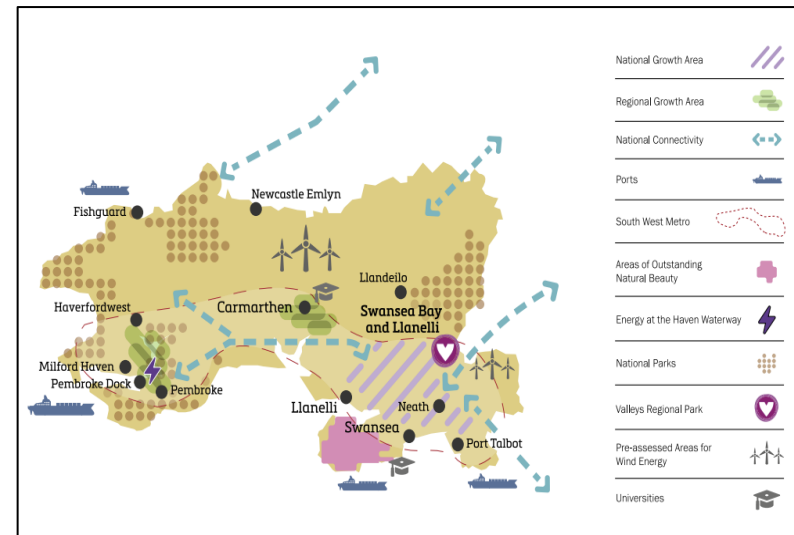 Fishguard
Newcastle Emlyn
Llandeilo
Haverfordwest
Carmarthen
Swansea Bay
and Llanelli
Milford Haven
Pembroke Dock
Pembroke
Llanelli
Neath
Swansea
Port Talbot
National Growth Area
Regional Growth Area
National Connectivity
Ports
South West Metro
Areas of Outstanding
Natural Beauty
Energy at the Haven Waterway
National Parks
Valleys Regional Park
Pre-assessed Areas for
Wind Energy
Universities